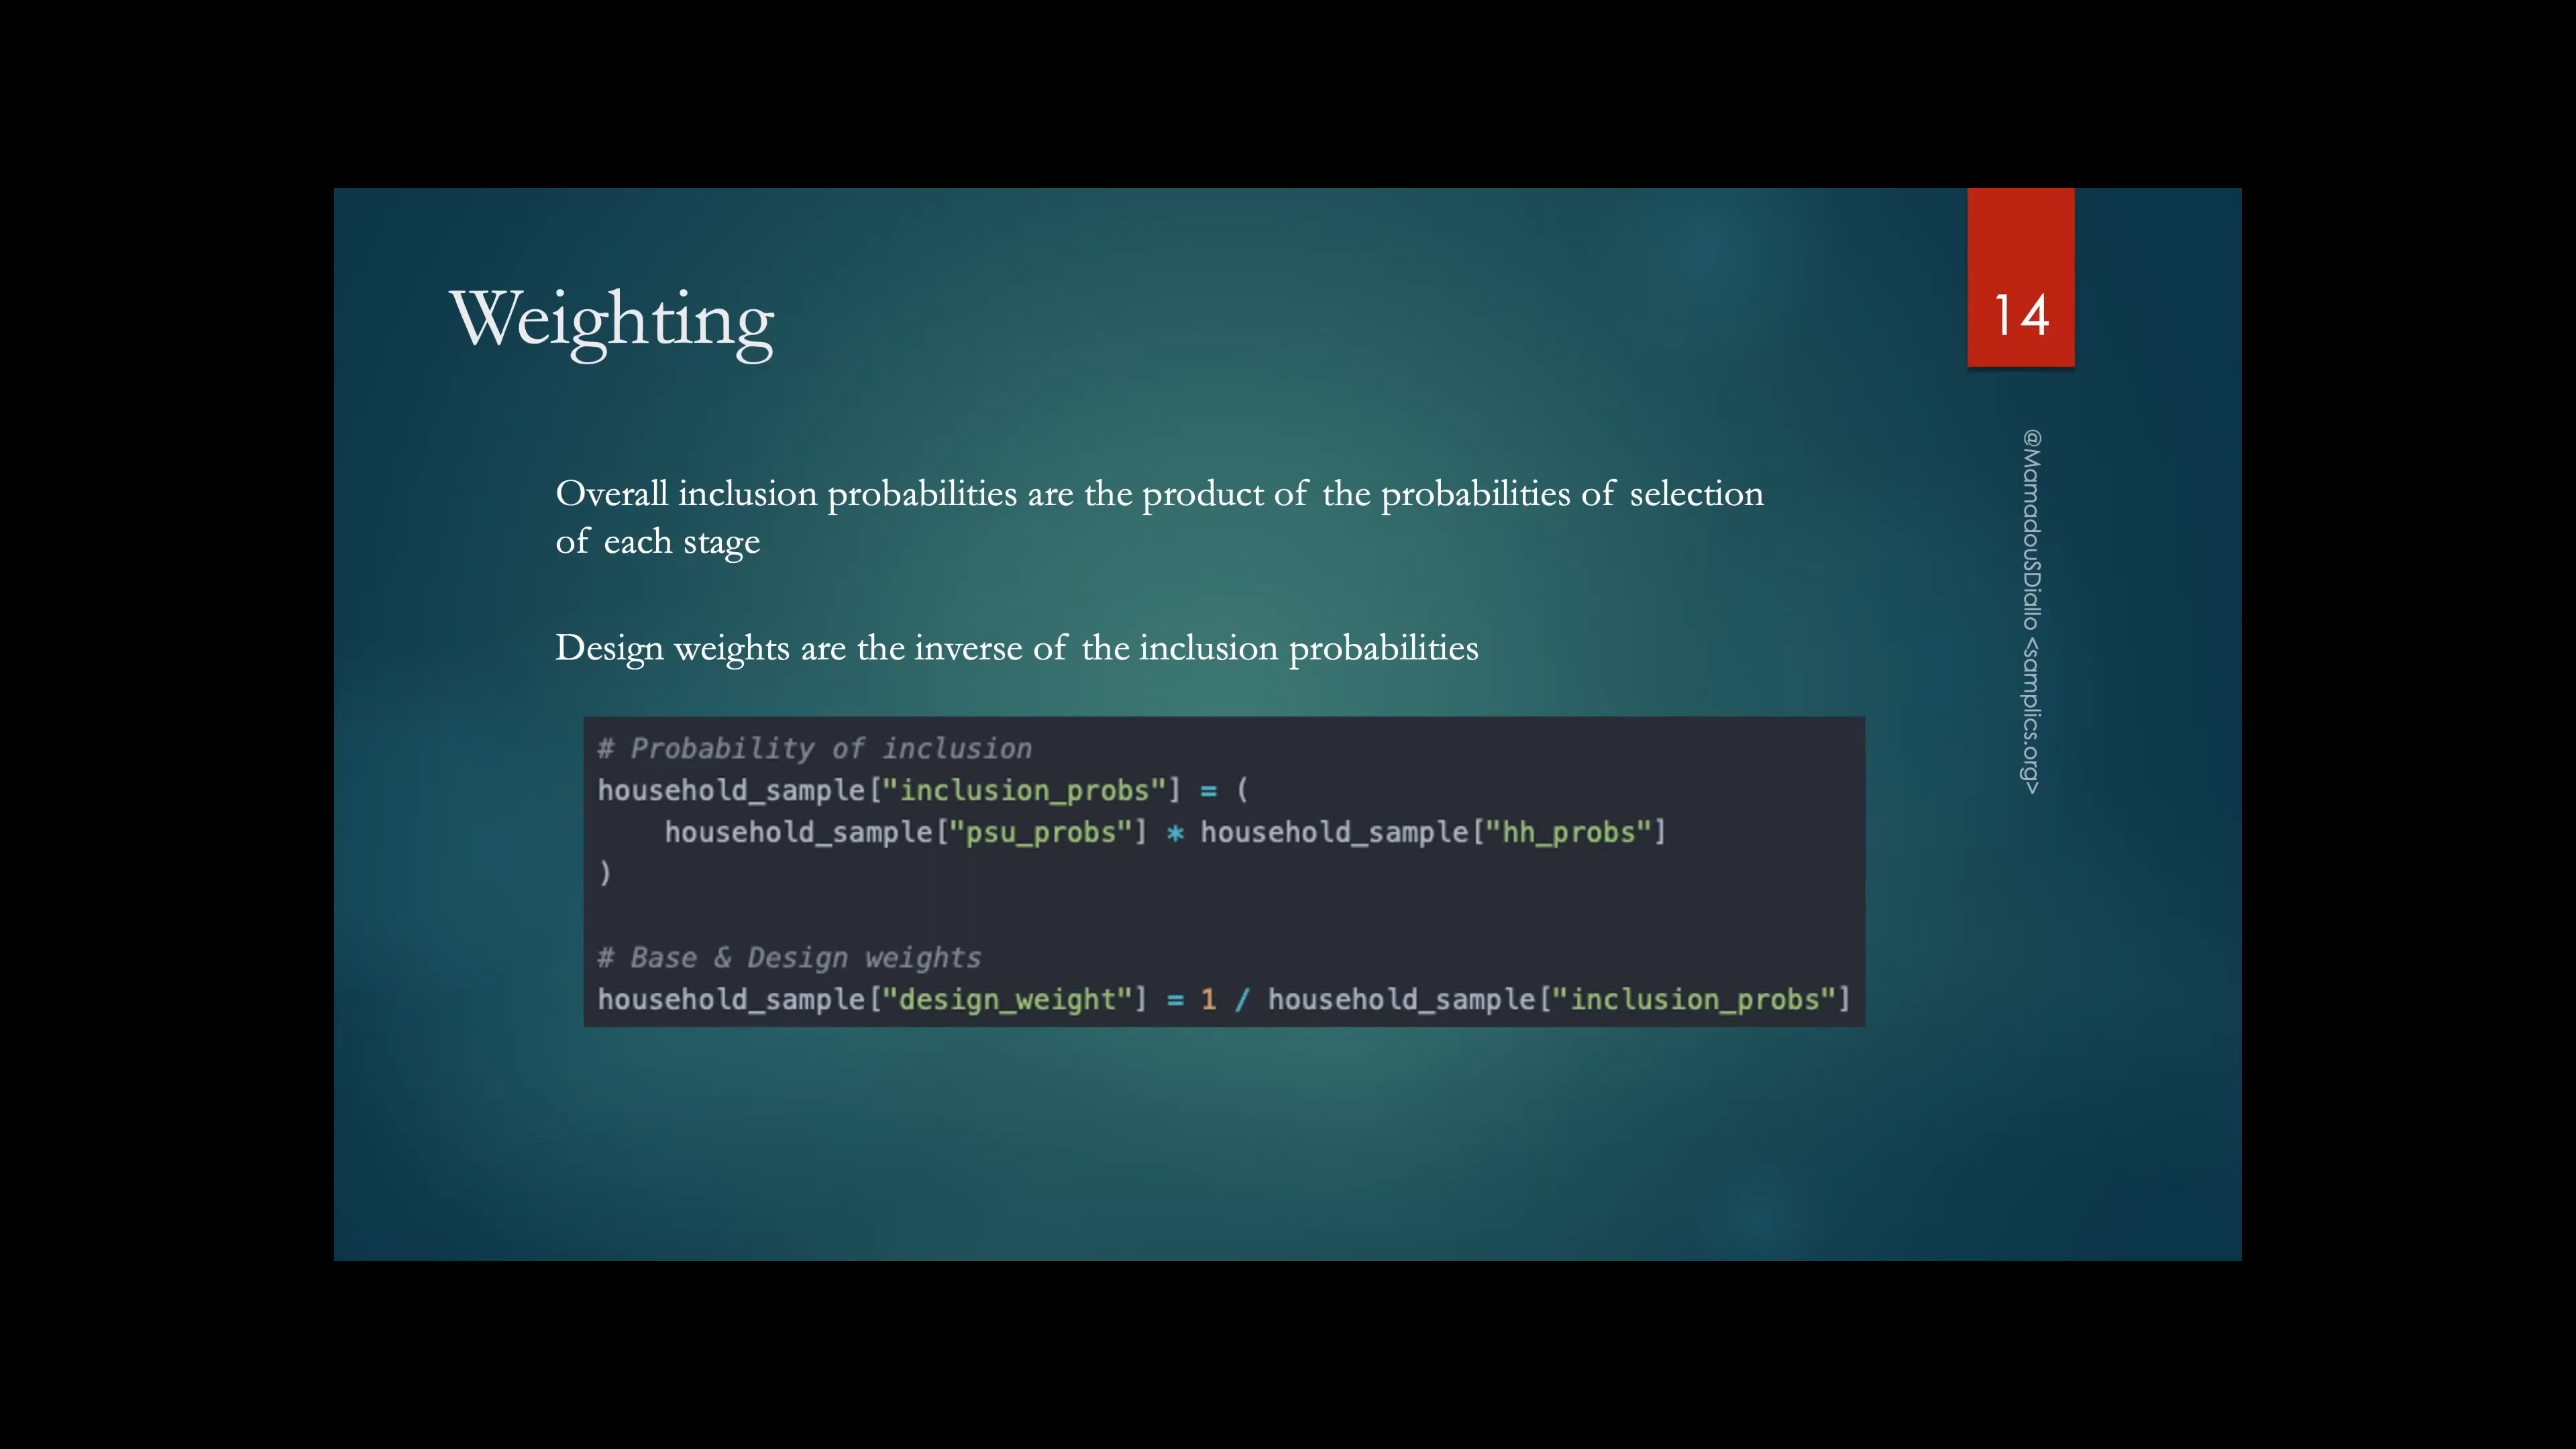 Weighting
14
Overall inclusion probabilities are the product of the probabilities of selection
of each stage
Design weights are the inverse of the inclusion probabilities
# Probability of inclusion
household_sample["inclusion_probs"] = (
    household_sample["psu_probs"] * household_sample["hh_probs"]
)
# Base & Design weights
household_sample["design_weight"] = 1 / household_sample["inclusion_probs"]
@MamadouSDiallo <samplics.org>